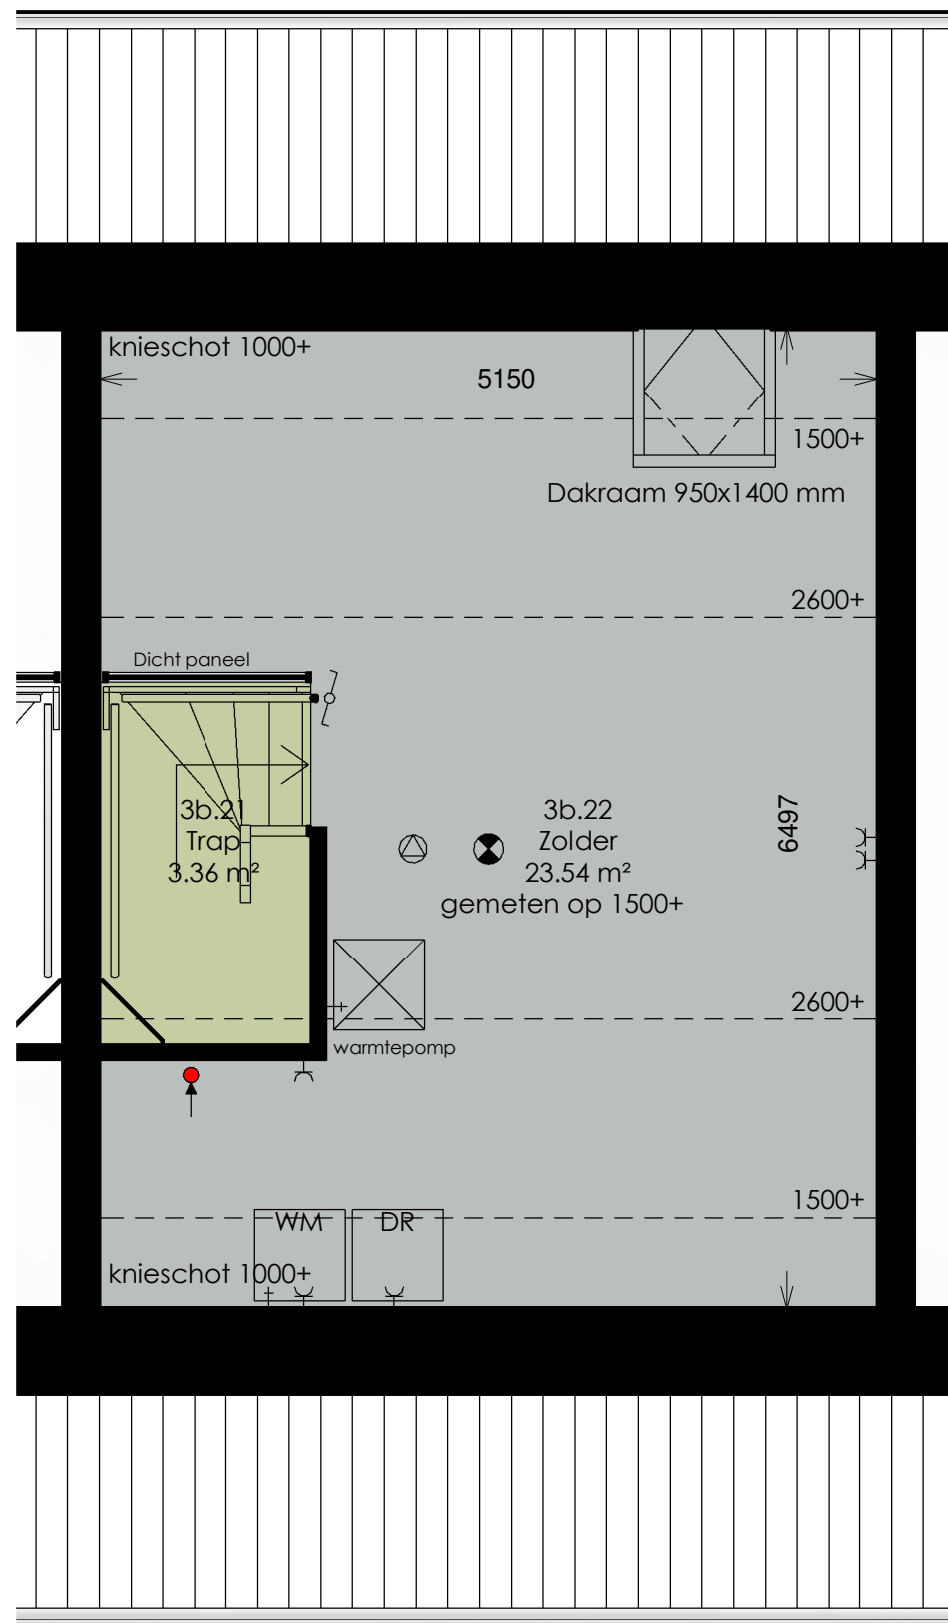 knieschot 1000+
5150
1500+
Dakraam 950x1400 mm
2600+
Dicht paneel
3b.21
Trap
3.36 m²
3b.22
Zolder
23.54 m²
gemeten op 1500+
6497
2600+
warmtepomp
1500+
WM
DR
knieschot 1000+